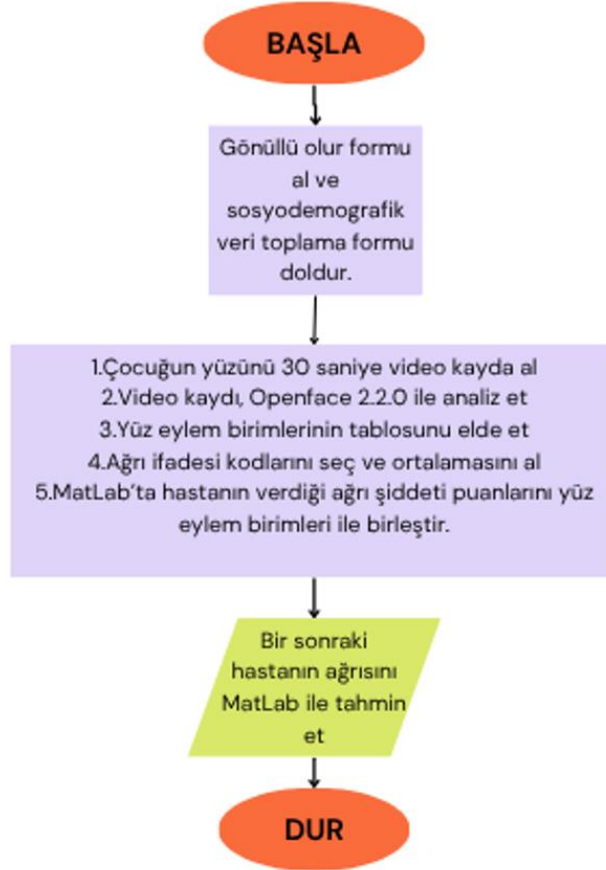 BAŞLA
Gönüllü olur formu
al ve
sosyodemografik
veri toplama formu
doldur.
1.Çocuğun yüzünü 30 saniye video kayda al
2.Video kaydı, Openface 2.2.0 ile analiz et
3.Yüz eylem birimlerinin tablosunu elde et
4.Ağrı ifadesi kodlarını seç ve ortalamasını al
5.MatLab'ta hastanın verdiği ağrı şiddeti puanlarını yüz
eylem birimleri ile birleştir.
Bir sonraki
hastanın ağrısını
MatLab ile tahmin
et
DUR